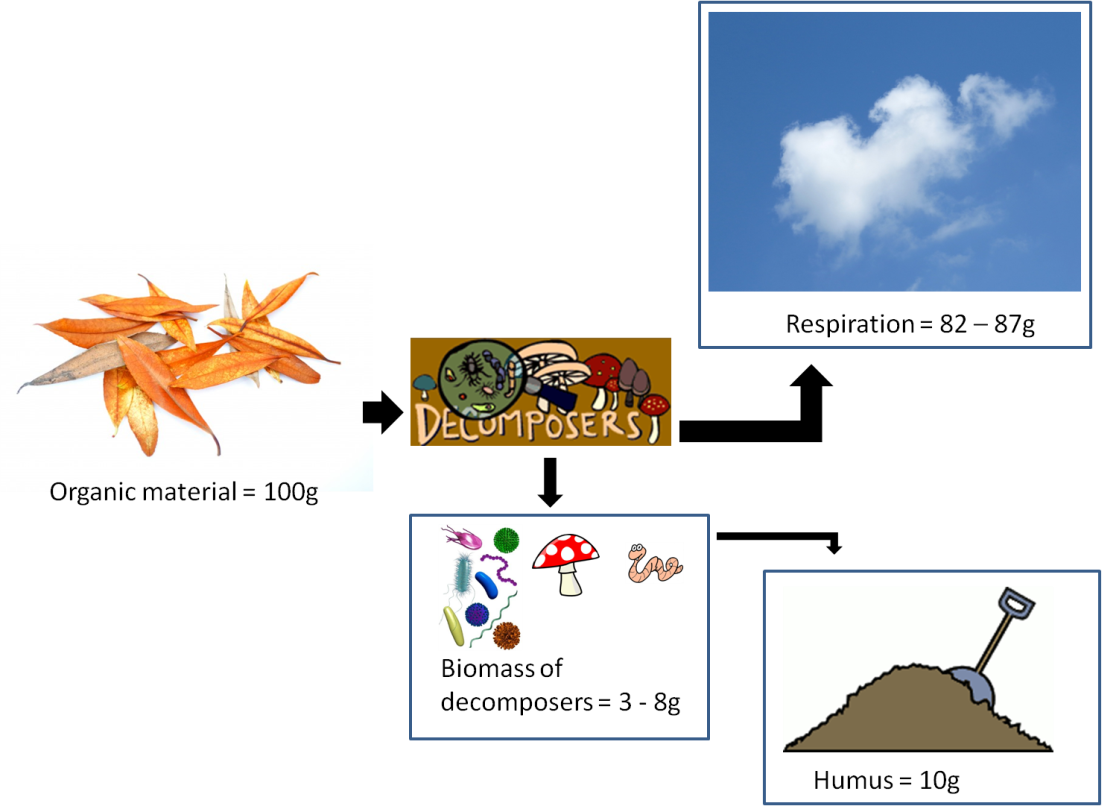 Respiration = 82 – 87g
DECOMPOSERS
Organic material = 100g
Biomass of
decomposers = 3 - 8g
Humus = 10g